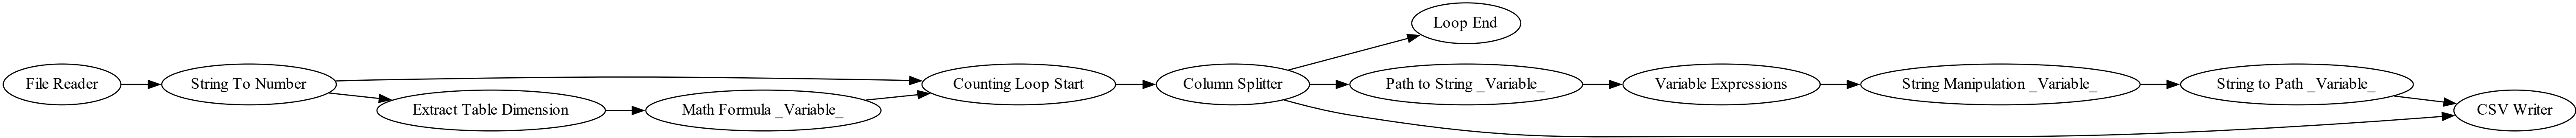 File Reader
String To Number
Extract Table Dimension
Math Formula _Variable_
Counting Loop Start
Column Splitter
Loop End
Path to String _Variable_
Variable Expressions
String Manipulation _Variable_
String to Path _Variable_
CSV Writer